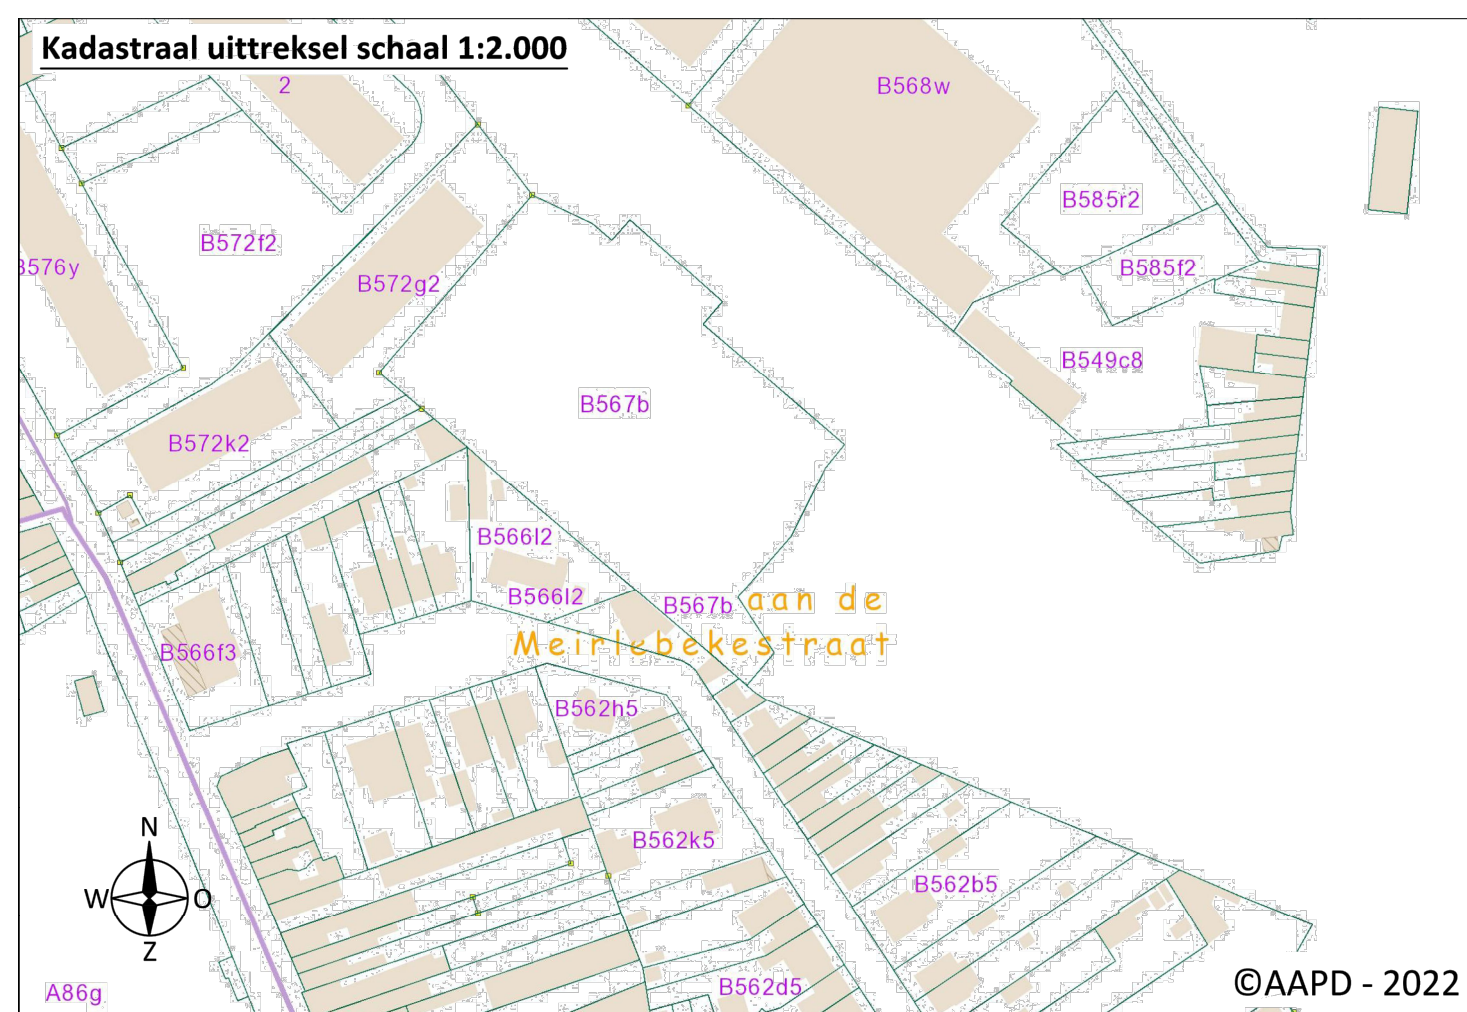 Kadastraal uittreksel schaal 1:2.000
2
B568w
B585r2
B572f2
B576y
B585f2
B572g2
B549c8
B567b
B572k2
B566l2
B566l2
B567b
aan de
Meirlebekestraat
B566f3
B562h5
N
B562k5
W
O
B562b5
Z
A86g
B562d5
©AAPD - 2022